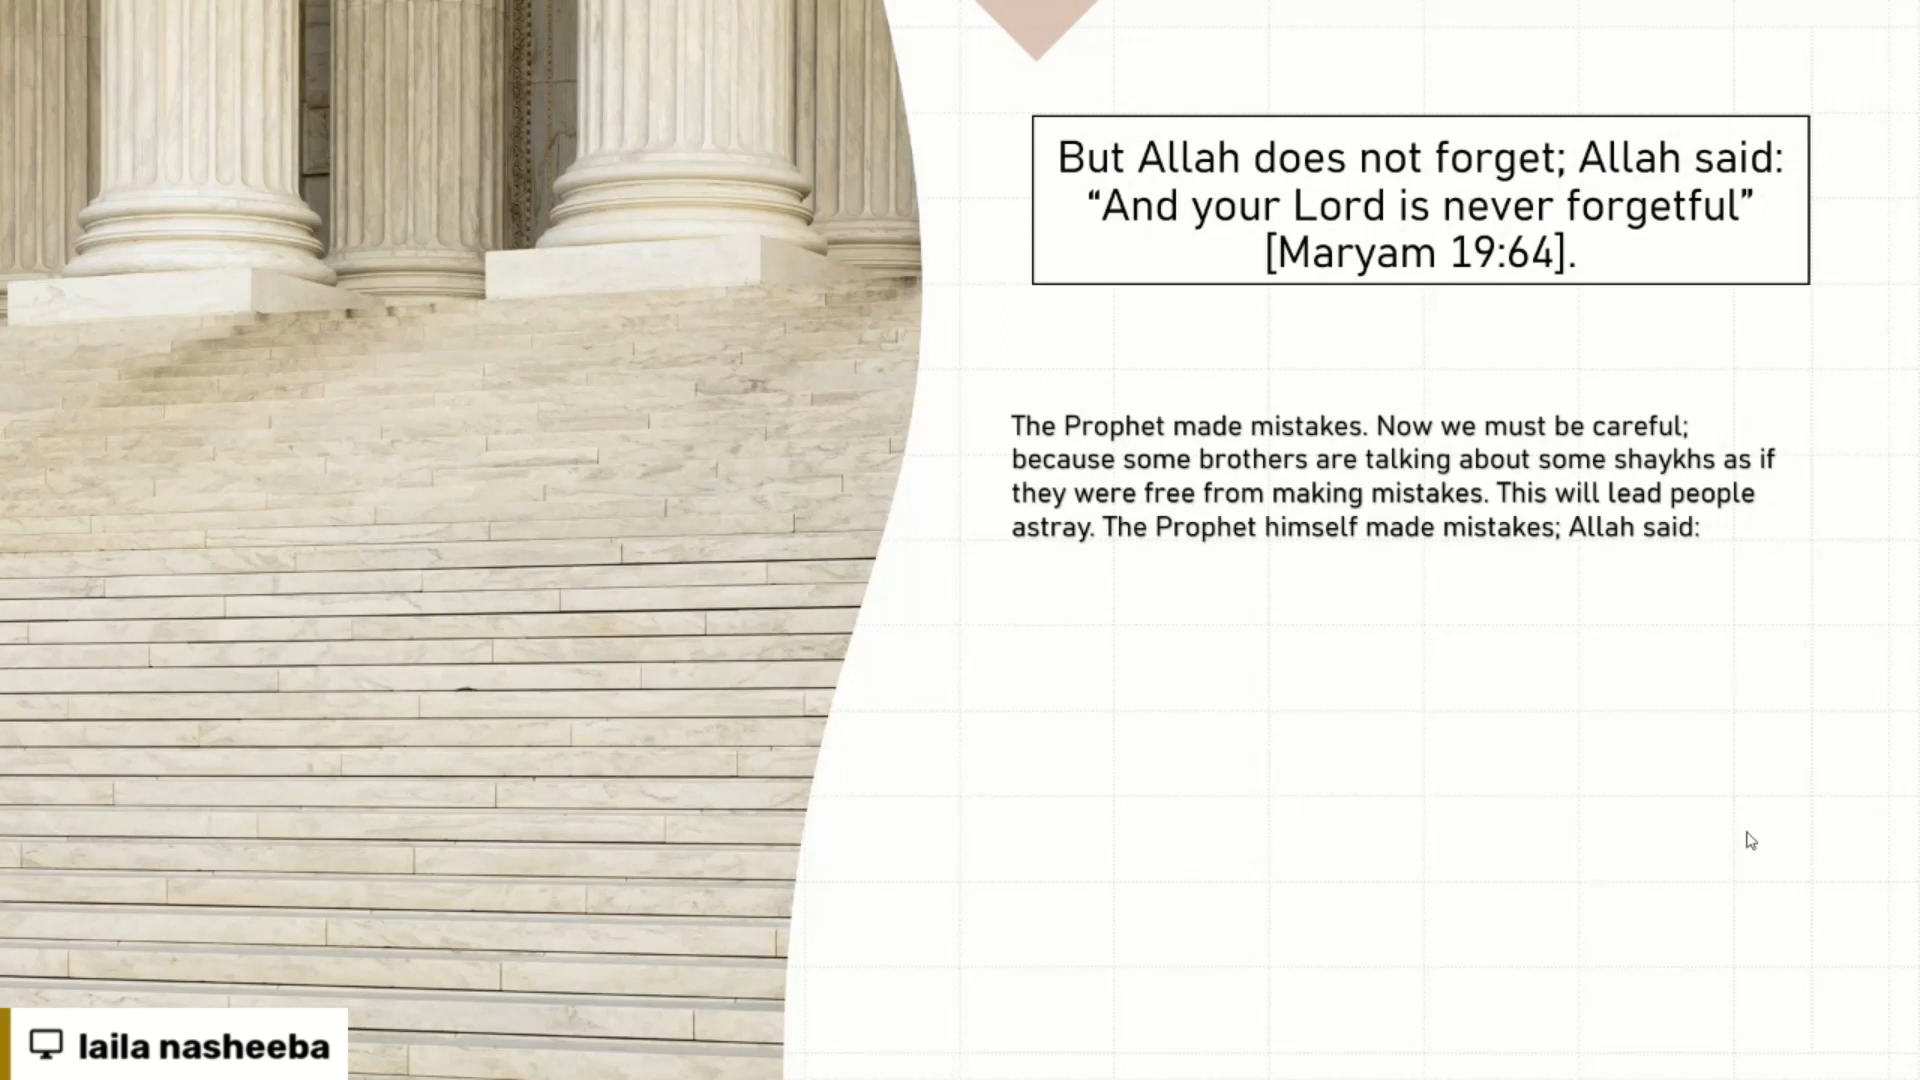 But Allah does not forget; Allah said:
“And your Lord is never forgetful”
[Maryam 19:64].
The Prophet made mistakes. Now we must be careful;
because some brothers are talking about some shaykhs as if
they were free from making mistakes. This will lead people
astray. The Prophet himself made mistakes; Allah said:
laila nasheeba